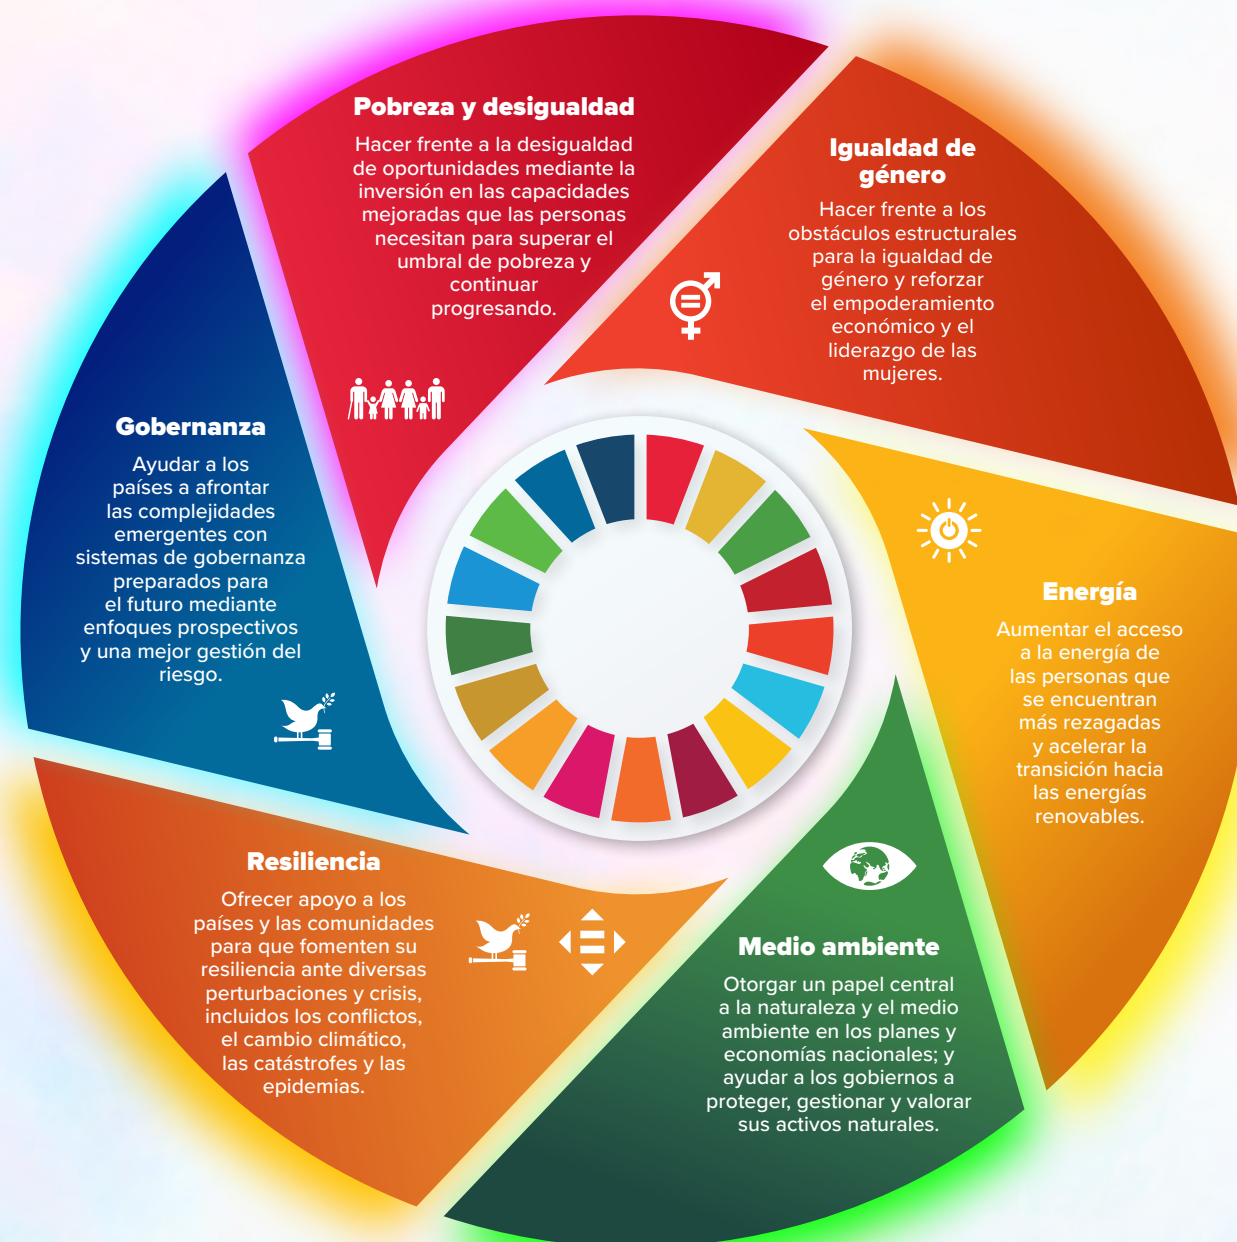 Pobreza y desigualdad
Hacer frente a la desigualdad
de oportunidades mediante la
inversión en las capacidades
mejoradas que las personas
necesitan para superar el
umbral de pobreza y
continuar
progresando.
Igualdad de
género
Hacer frente a los
obstáculos estructurales
para la igualdad de
género y reforzar
el empoderamiento
económico y el
liderazgo de las
mujeres.
Energía
Aumentar el acceso
a la energía de
las personas que
se encuentran
más rezagadas
y acelerar la
transición hacia
las energías
renovables.
Medio ambiente
Otorgar un papel central
a la naturaleza y el medio
ambiente en los planes y
economías nacionales; y
ayudar a los gobiernos a
proteger, gestionar y valorar
sus activos naturales.
Resiliencia
Ofrecer apoyo a los
países y las comunidades
para que fomenten su
resiliencia ante diversas
perturbaciones y crisis,
incluidos los conflictos,
el cambio climático,
las catástrofes y las
epidemias.
Gobernanza
Ayudar a los
países a afrontar
las complejidades
emergentes con
sistemas de gobernanza
preparados para
el futuro mediante
enfoques prospectivos
y una mejor gestión del
riesgo.